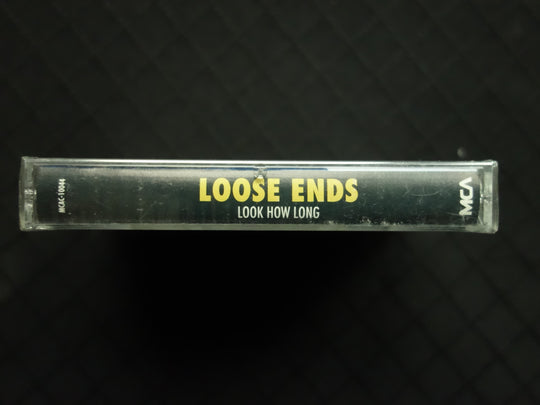 MCAC-10044
LOOSE ENDS
LOOK HOW LONG
MCA